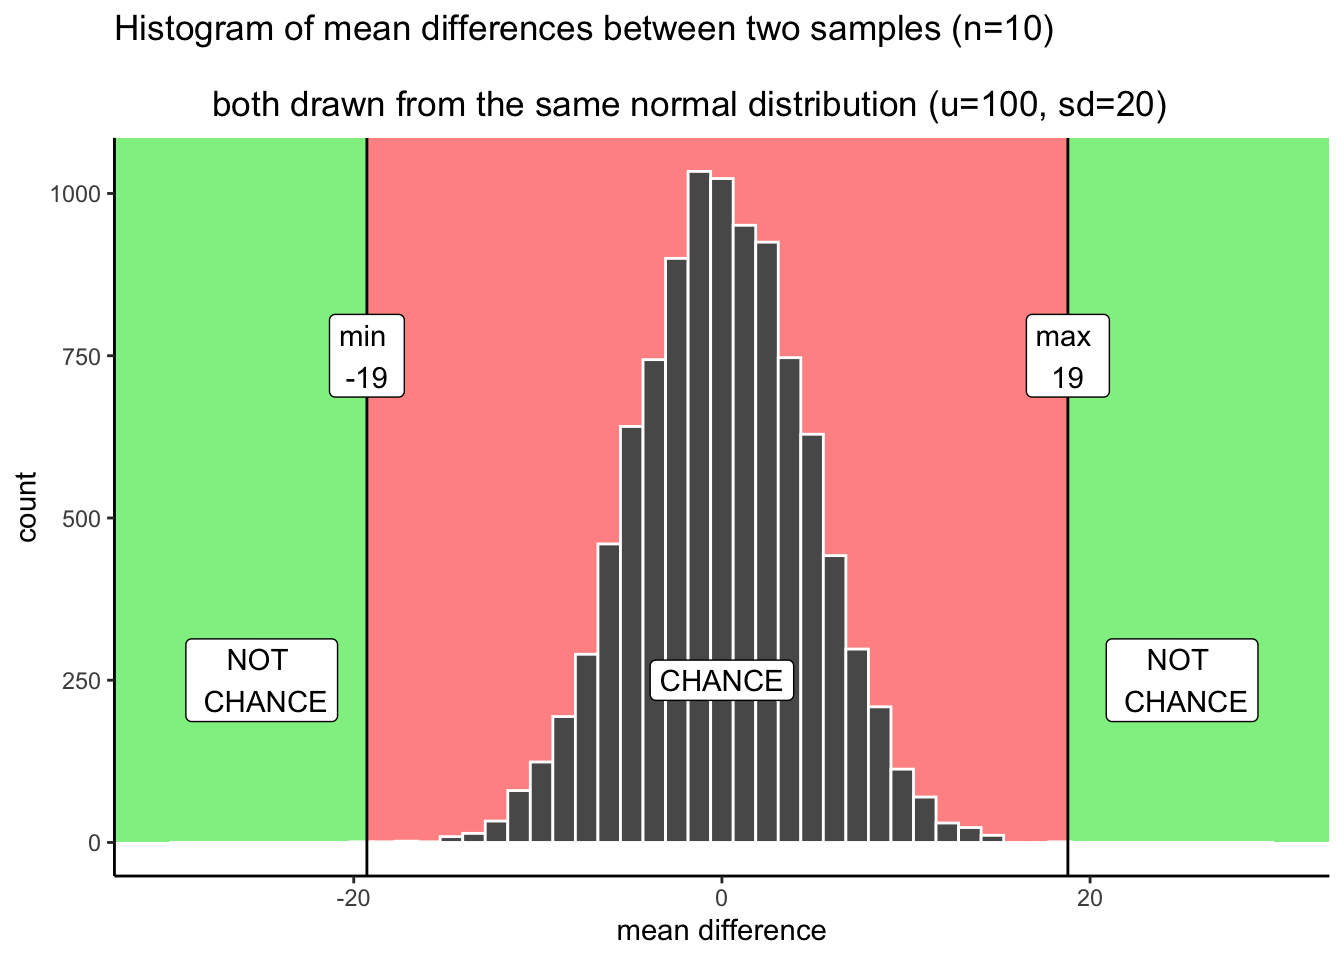 Histogram of mean differences between two samples (n=10)
both drawn from the same normal distribution (u=100, sd=20)
1000
750
500
250
0
count
min
-19
max
19
NOT
CHANCE
CHANCE
NOT
CHANCE
-20
0
20
mean difference